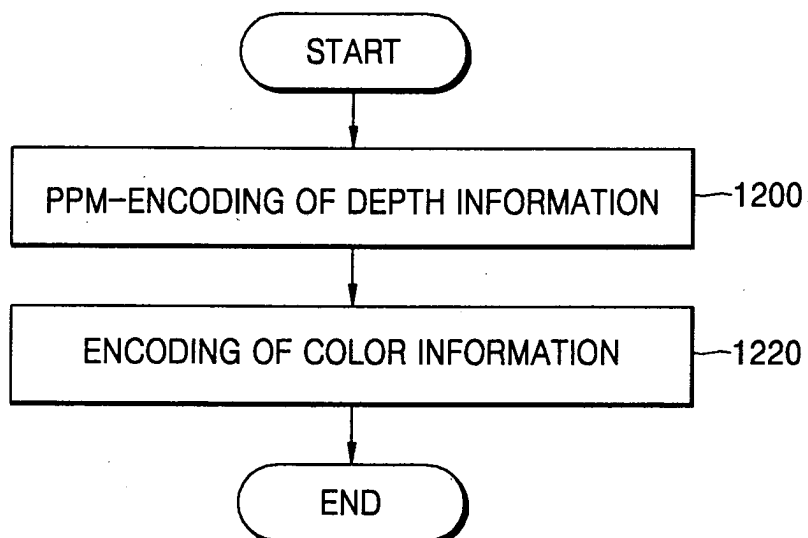 START
PPM-ENCODING OF DEPTH INFORMATION
1200
ENCODING OF COLOR INFORMATION
1220
END